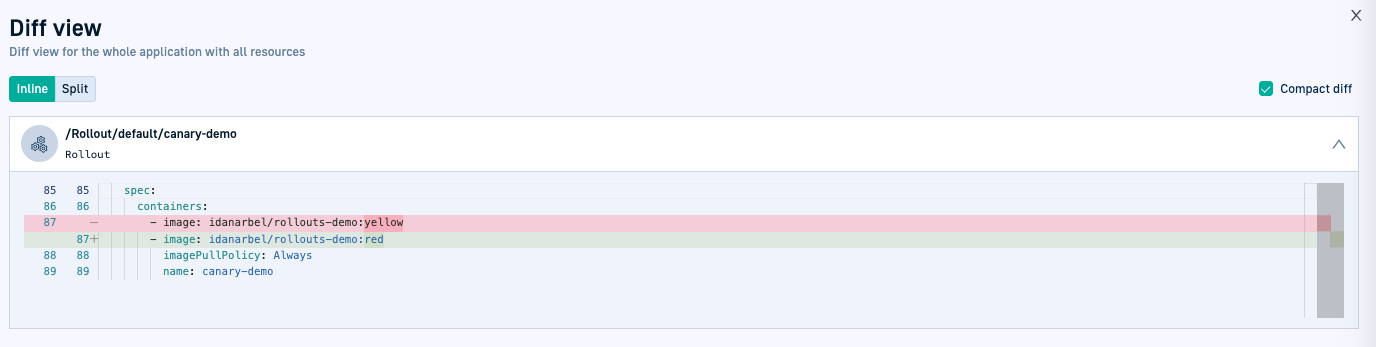 Diff view
Diff view for the whole application with all resources
Inline Split
Compact diff
/Rollout/default/canary-demo
Rollout
85 85 spec:
86 86 containers:
87 — - image: idanarbel/rollouts-demo:yellow
87+ - image: idanarbel/rollouts-demo:red
88 88 imagePullPolicy: Always
89 89 name: canary-demo